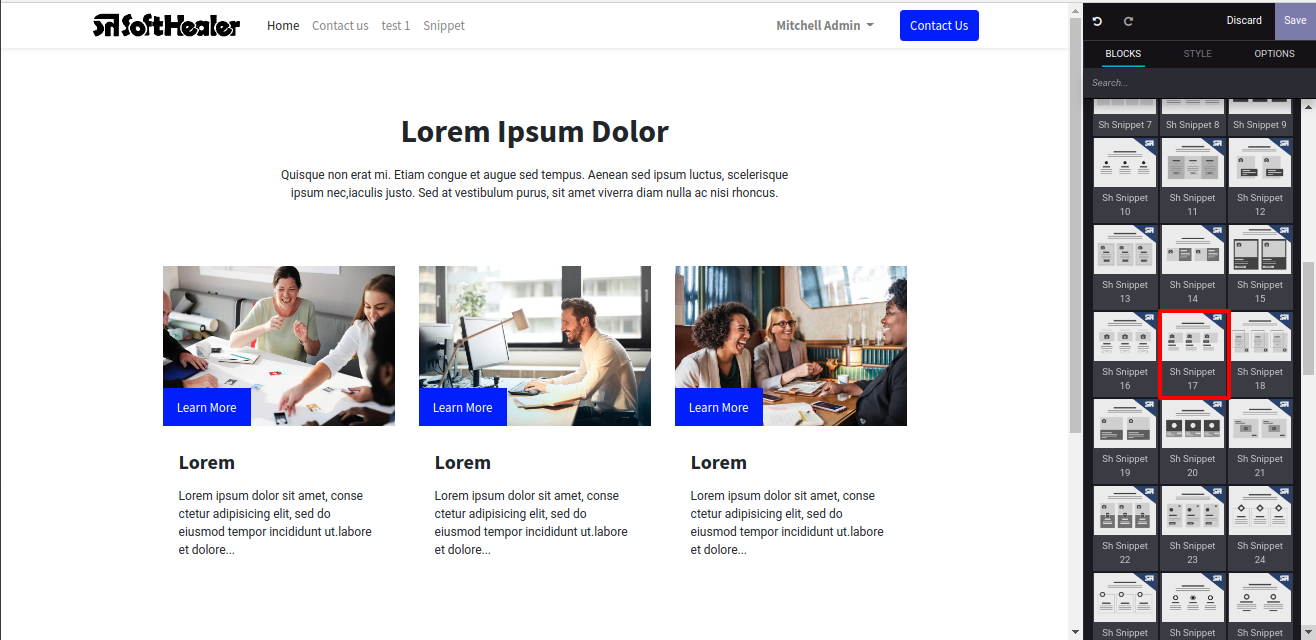 SoftHealer
Home Contact us test 1 Snippet
Mitchell Admin
Contact Us
Lorem Ipsum Dolor
Quisque non erat mi. Etiam congue et augue sed tempus. Aenean sed ipsum luctus, scelerisque
ipsum nec,iaculis justo. Sed at vestibulum purus, sit amet viverra diam nulla ac nisi rhoncus.
Learn More
Lorem
Lorem ipsum dolor sit amet, conse
ctetur adipisicing elit, sed do
eiusmod tempor incididunt ut.labore
et dolore...
Learn More
Lorem
Lorem ipsum dolor sit amet, conse
ctetur adipisicing elit, sed do
eiusmod tempor incididunt ut.labore
et dolore...
Learn More
Lorem
Lorem ipsum dolor sit amet, conse
ctetur adipisicing elit, sed do
eiusmod tempor incididunt ut.labore
et dolore...
Discard Save
BLOCKS STYLE OPTIONS
Search...
Sh Snippet 7
Sh Snippet 8
Sh Snippet 9
Sh Snippet
10
Sh Snippet
11
Sh Snippet
12
Sh Snippet
13
Sh Snippet
14
Sh Snippet
15
Sh Snippet
16
Sh Snippet
17
Sh Snippet
18
Sh Snippet
19
Sh Snippet
20
Sh Snippet
21
Sh Snippet
22
Sh Snippet
23
Sh Snippet
24
Sh Snippet
Sh Snippet
Sh Snippet